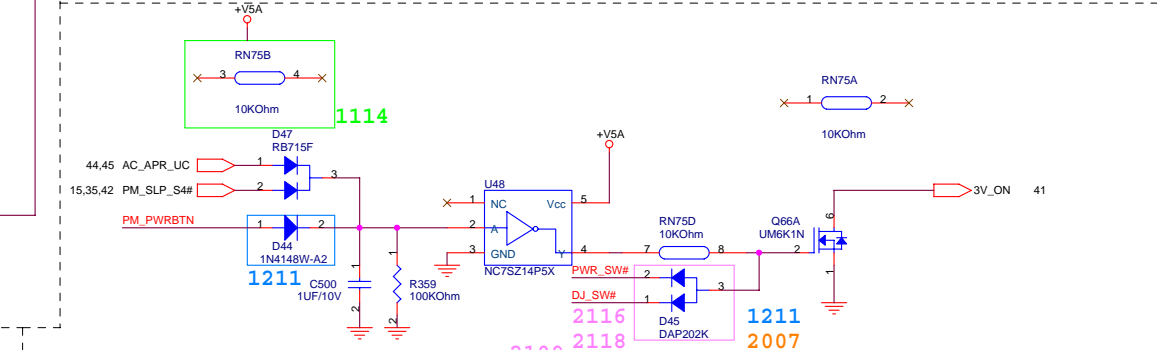 +V5A
RN75B
3 4
10KOhm
1114
RN75A
1 2
10KOhm
D47
RB715F
44,45 AC_APR_UC 1
3
15,35,42 PM_SLP_S4# 2
PM_PWRBTN 1 2
D44
1N4148W-A2
1211
C500
1UF/10V
1
2
R359
100KOhm
1
2
U48
1 NC Vcc 5
2 A
3 GND Y 4
NC7SZ14P5X
+V5A
RN75D
10KOhm
7 8
PWR_SW# 2
3
DJ_SW# 1
D45
DAP202K
2116
2118
1211
2007
Q66A
UM6K1N
2
6
1
3V_ON 41